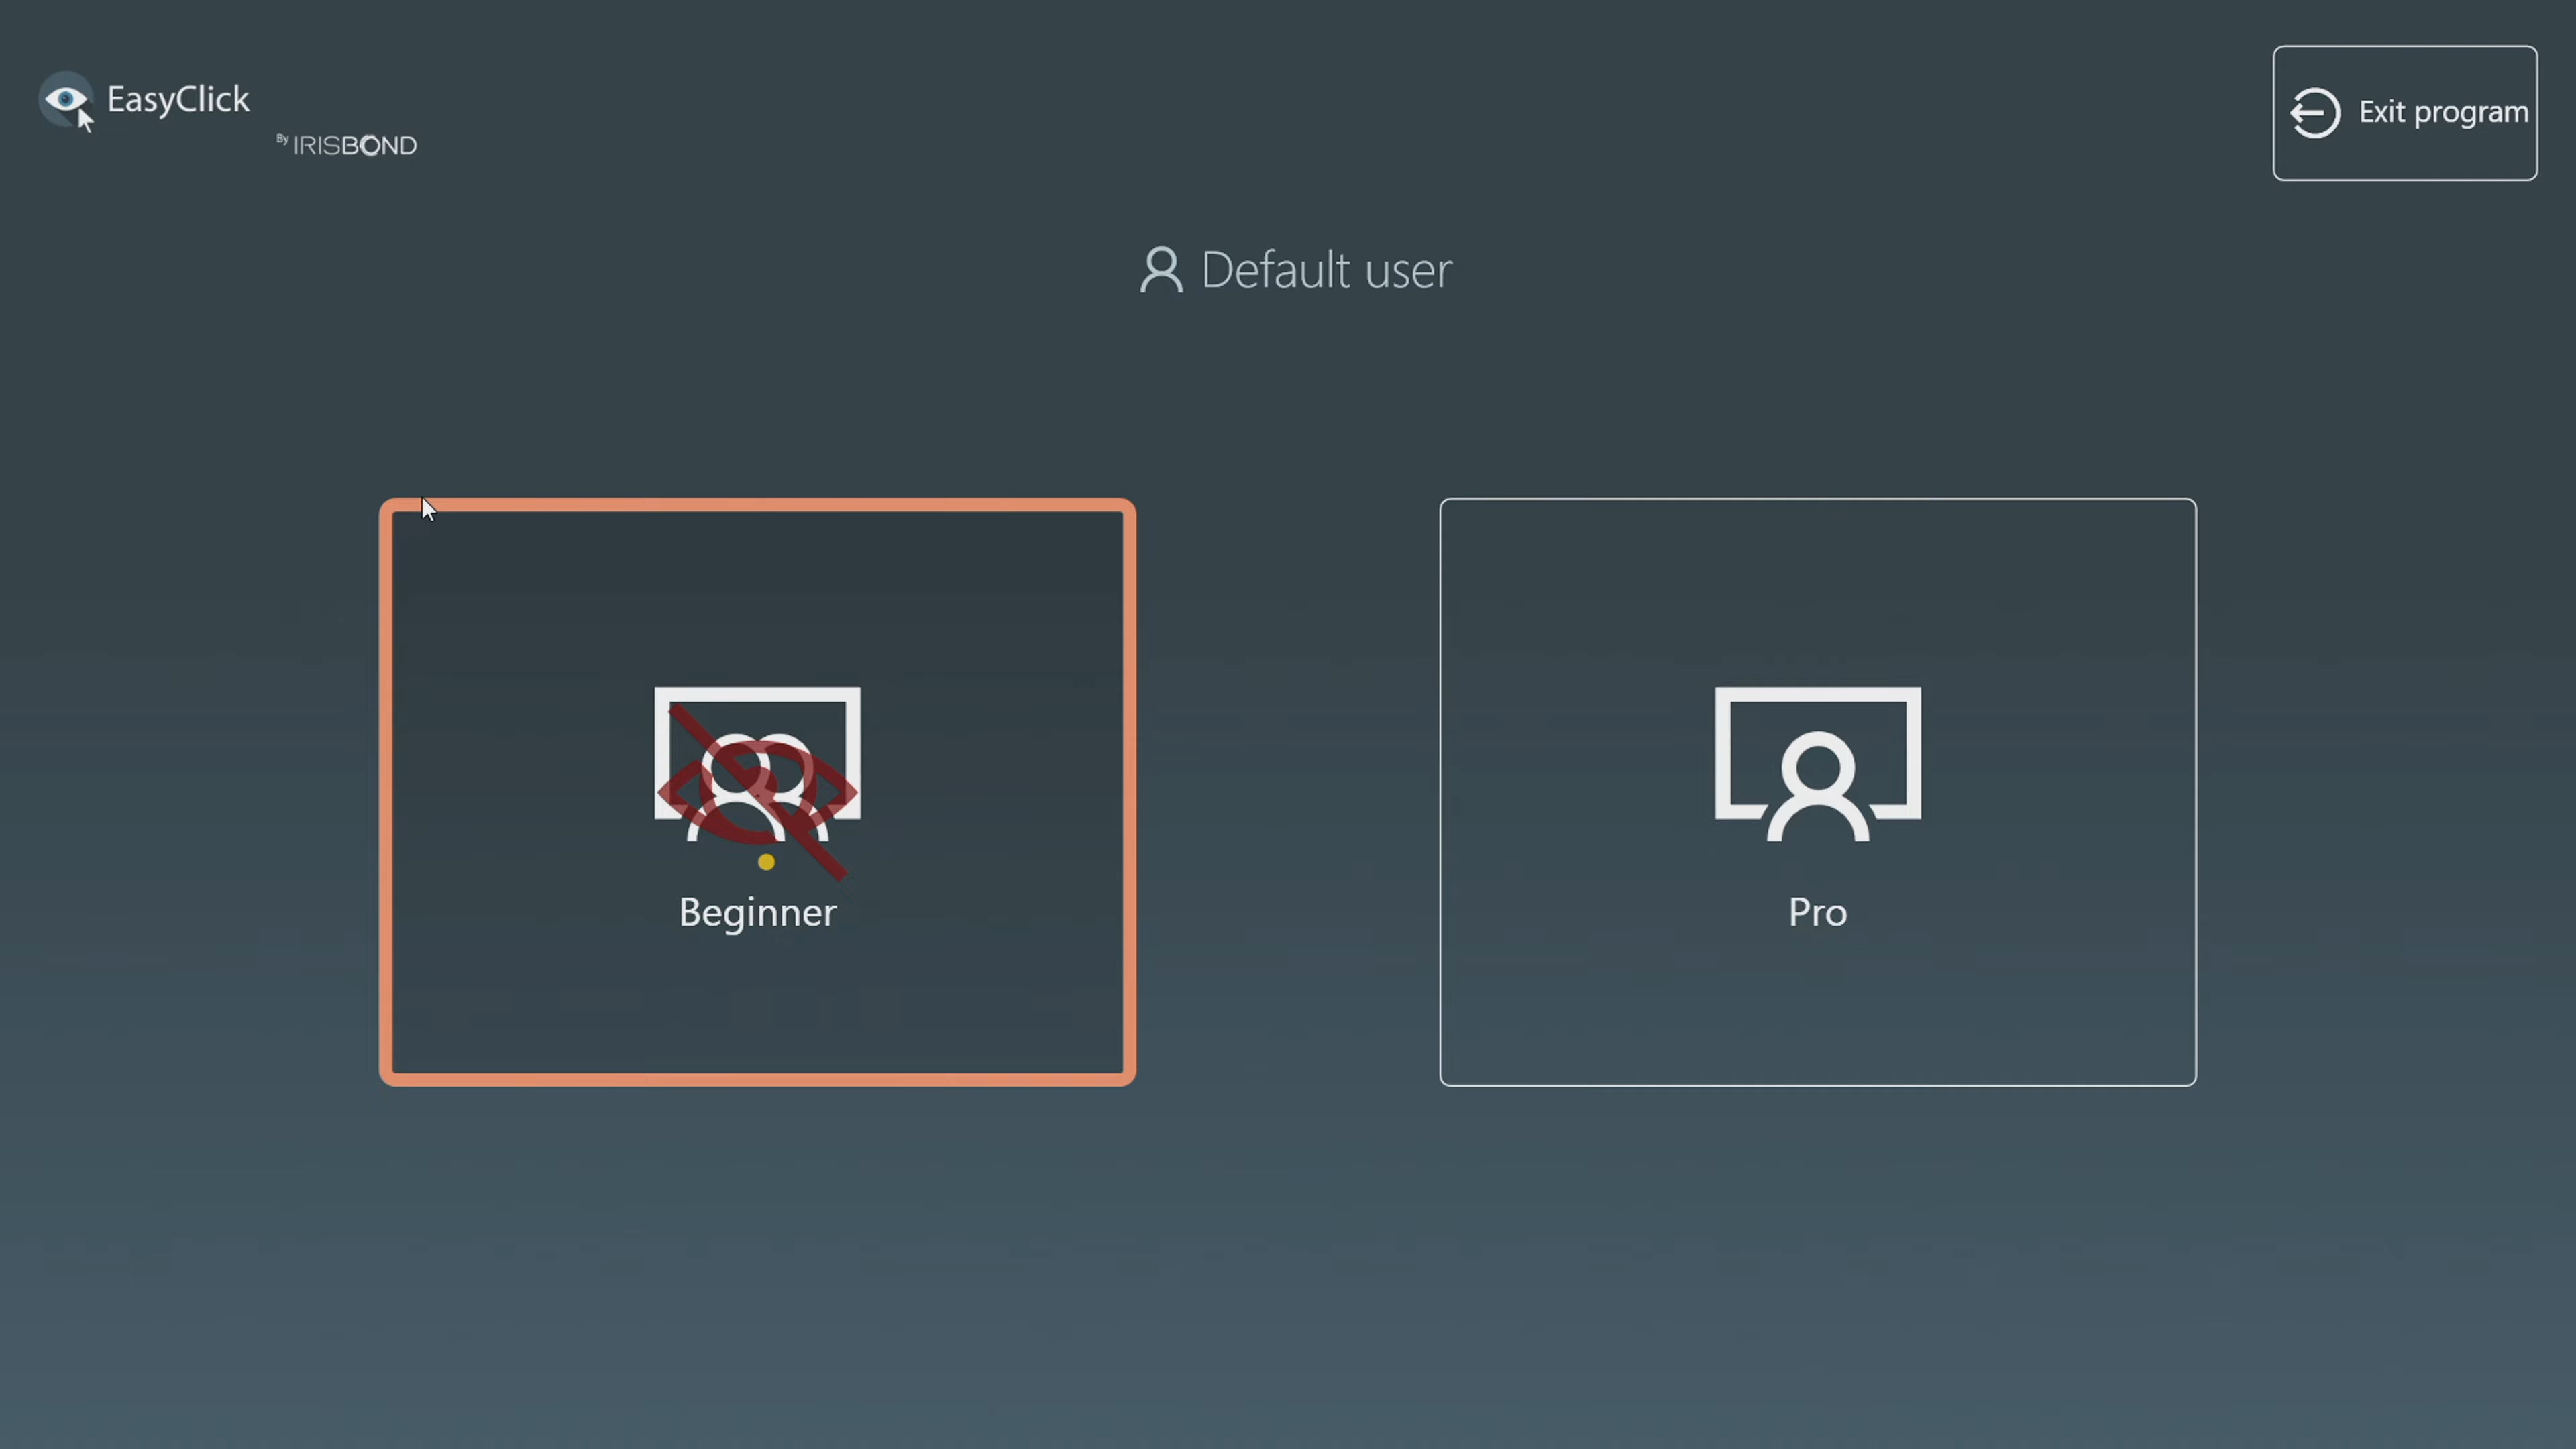 EasyClick
By IRISBOND
Exit program
Default user
Beginner
Pro